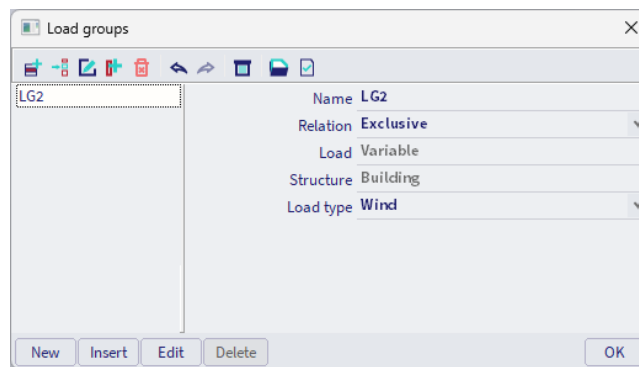 Load groups
LG2
Name LG2
Relation Exclusive
Load Variable
Structure Building
Load type Wind
New Insert Edit Delete OK